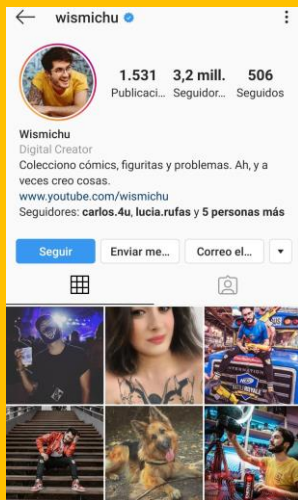 wismichu
1.531 3,2 mill. 506
Publicaci... Seguidor... Seguidos
Wismichu
Digital Creator
Colecciono cómics, figuritas y problemas. Ah, y a
veces creo cosas.
www.youtube.com/wismichu
Seguidores: carlos.4u, lucia.rufas y 5 personas más
Seguir Enviar me... Correo el...
NERF